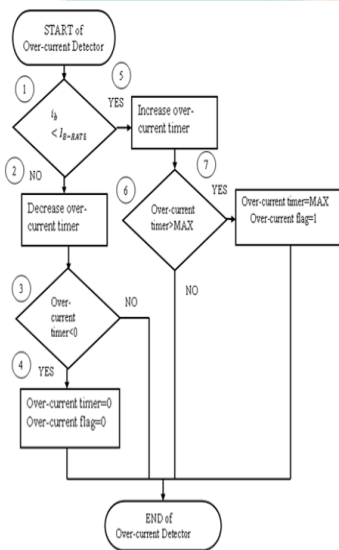 START of
Over-current Detector
1
i_b
< I_B-RATE
YES
5
Increase over-
current timer
NO
2
Decrease over-
current timer
7
6
Over-current
timer>MAX
YES
Over-current timer=MAX
Over-current flag=1
NO
3
Over-
current
timer<0
NO
4
YES
Over-current timer=0
Over-current flag=0
END of
Over-current Detector